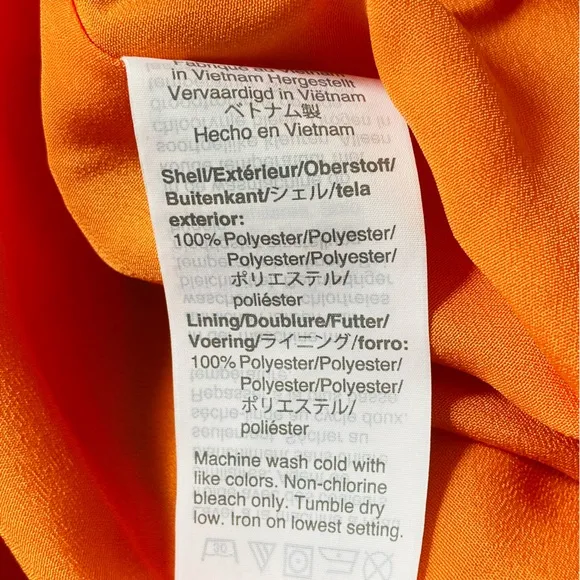 Fabriqué au Vietnam
in Vietnam Hergestellt
Vervaardigd in Viëtnam
ベトナム製
Hecho en Vietnam
Shell/Extérieur/Oberstoff/
Buitenkant/シェル/tela
exterior:
100% Polyester/Polyester/
Polyester/Polyester/
ポリエステル/
poliéster
Lining/Doublure/Futter/
Voering/ライニング/forro:
100% Polyester/Polyester/
Polyester/Polyester/
ポリエステル/
poliéster
Machine wash cold with
like colors. Non-chlorine
bleach only. Tumble dry
low. Iron on lowest setting.